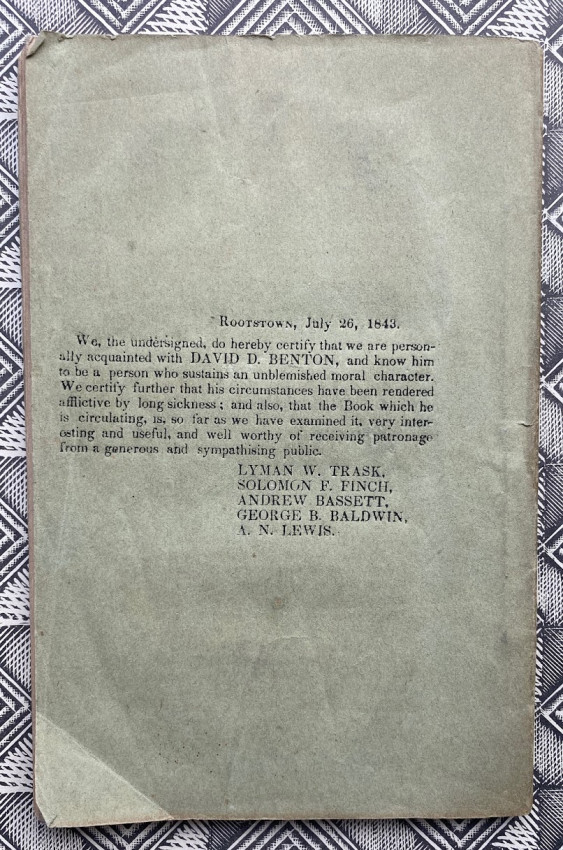 Rootstown, July 26, 1843.
We, the undersigned, do hereby certify that we are person-
ally acquainted with DAVID D. BENTON, and know him
to be a person who sustains an unblemished moral character.
We certify further that his circumstances have been rendered
afflictive by long sickness; and also, that the Book which he
is circulating, is, so far as we have examined it, very inter-
esting and useful, and well worthy of receiving patronage
from a generous and sympathising public.
LYMAN W. TRASK,
SOLOMON F. FINCH,
ANDREW BASSETT,
GEORGE B. BALDWIN,
A. N. LEWIS.